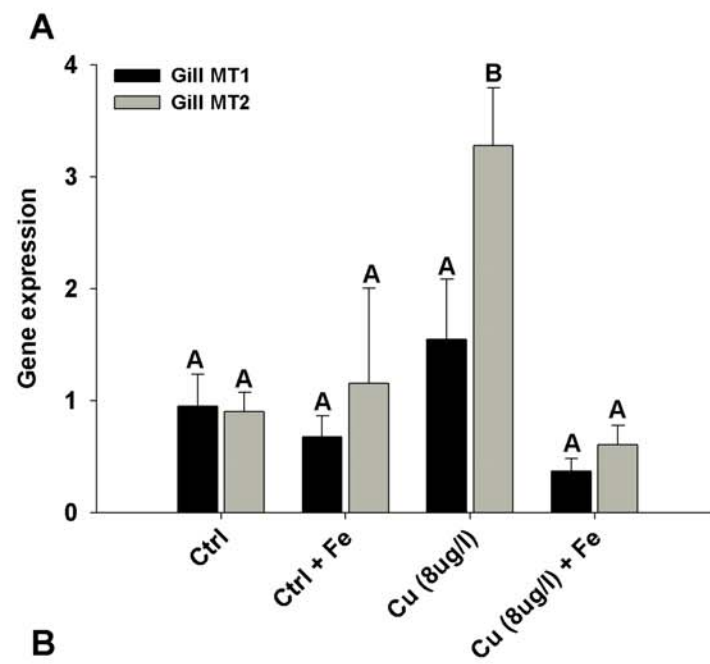 A
4
Gill MT1
Gill MT2
B
3
Gene expression
A
A
2
A
A
1
A
A
A
0
Ctrl
Ctrl + Fe
Cu (8ug/l)
Cu (8ug/l) + Fe
B